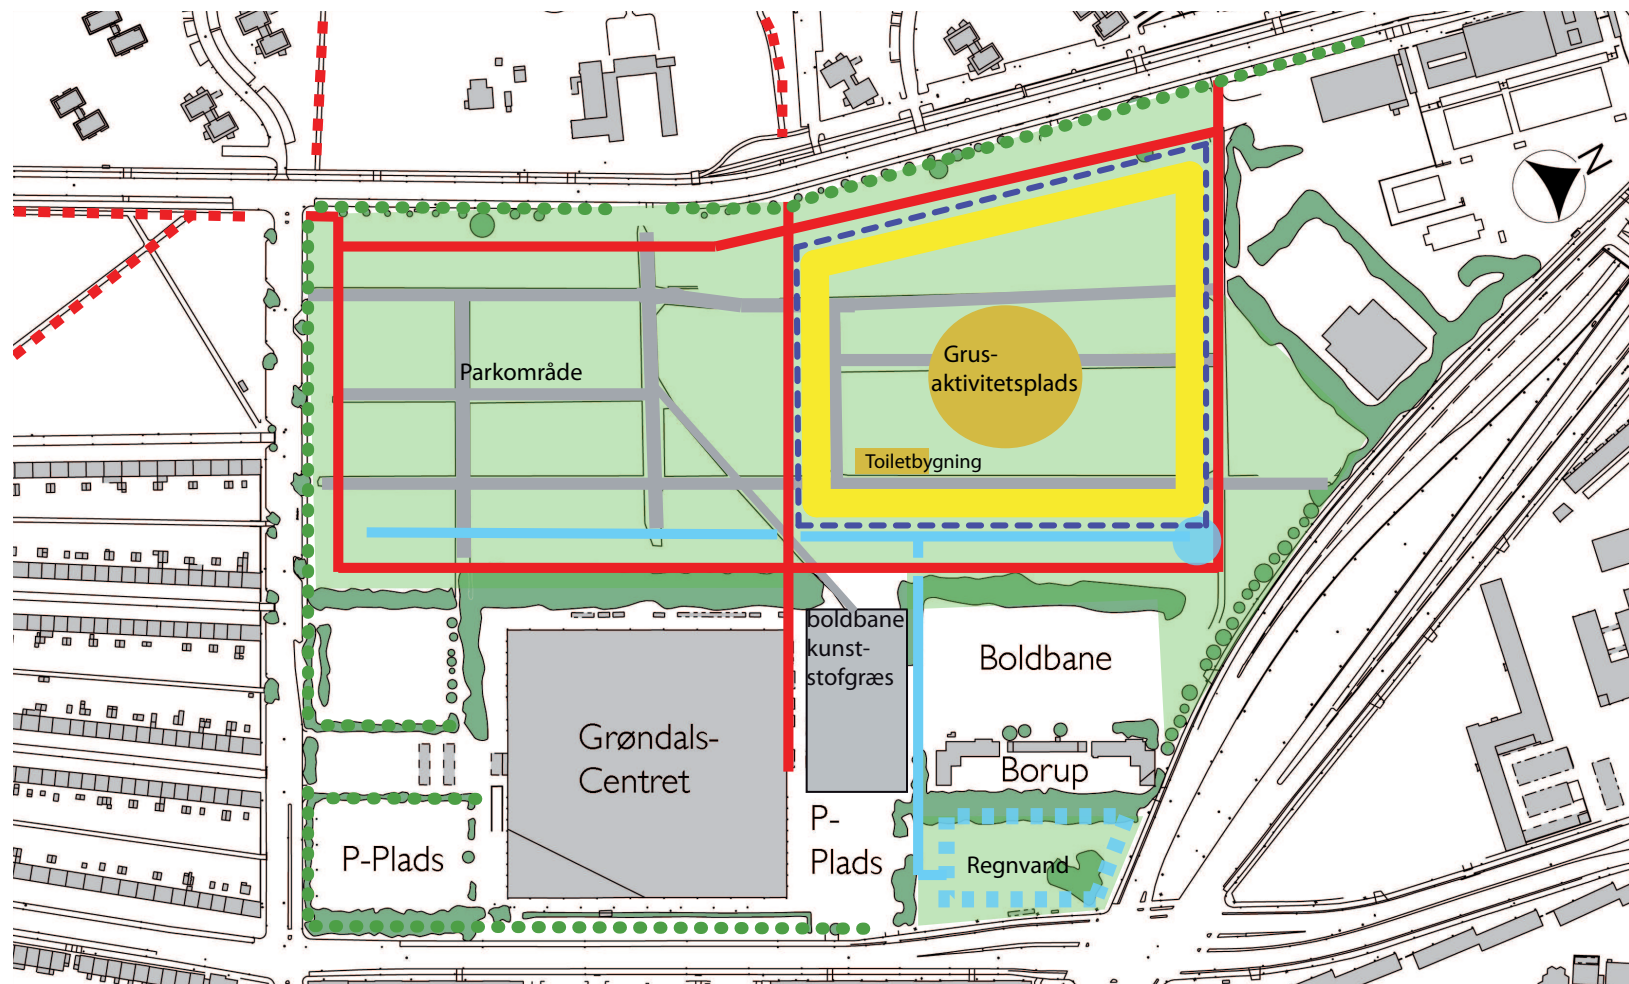 N
Parkområde
Grus-
aktivitetsplads
Toiletbygning
boldbane
kunst-
stofgræs
Boldbane
Grøndals-
Centret
Borup
P-
Plads
P-Plads
Regnvand